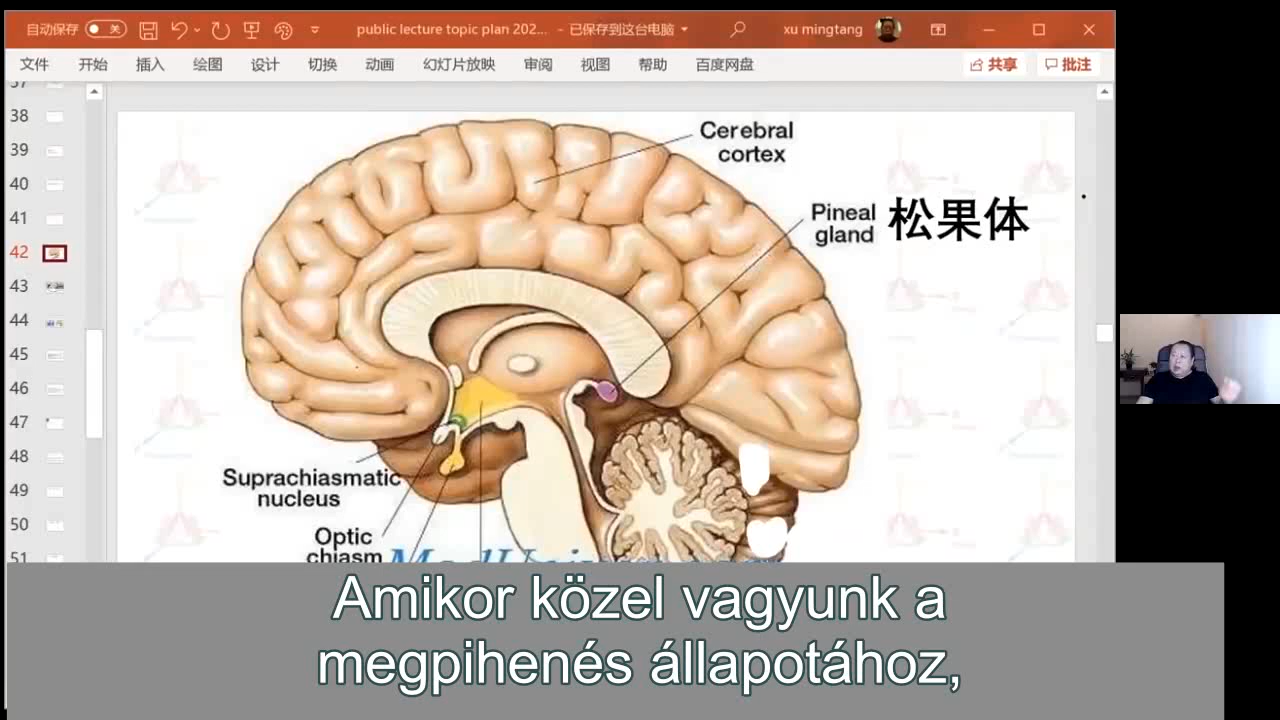 自动保存 关 public lecture topic plan 202... - 已保存到这台电脑 xu mingtang
文件 开始 插入 绘图 设计 切换 动画 幻灯片放映 审阅 视图 帮助 百度网盘 共享 批注
37
38
39
40
41
42
43
44
45
46
47
48
49
50
51
Cerebral
cortex
Pineal
gland
松果体
Suprachiasmatic
nucleus
Optic
chiasm
Amikor közel vagyunk a
megpihenés állapotához,